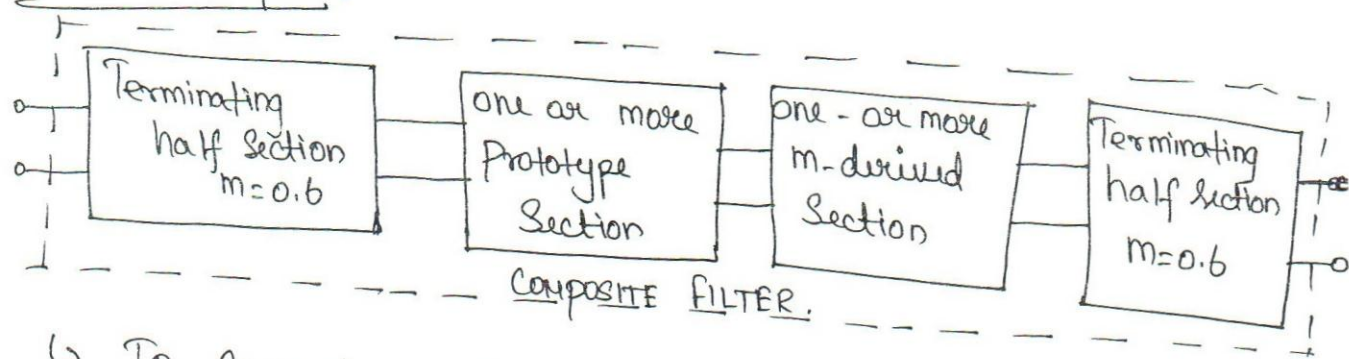 Terminating
half section
m=0.6
one or more
Prototype
Section
one-or more
m-derived
Section
Terminating
half section
m=0.6
COMPOSITE FILTER.
To